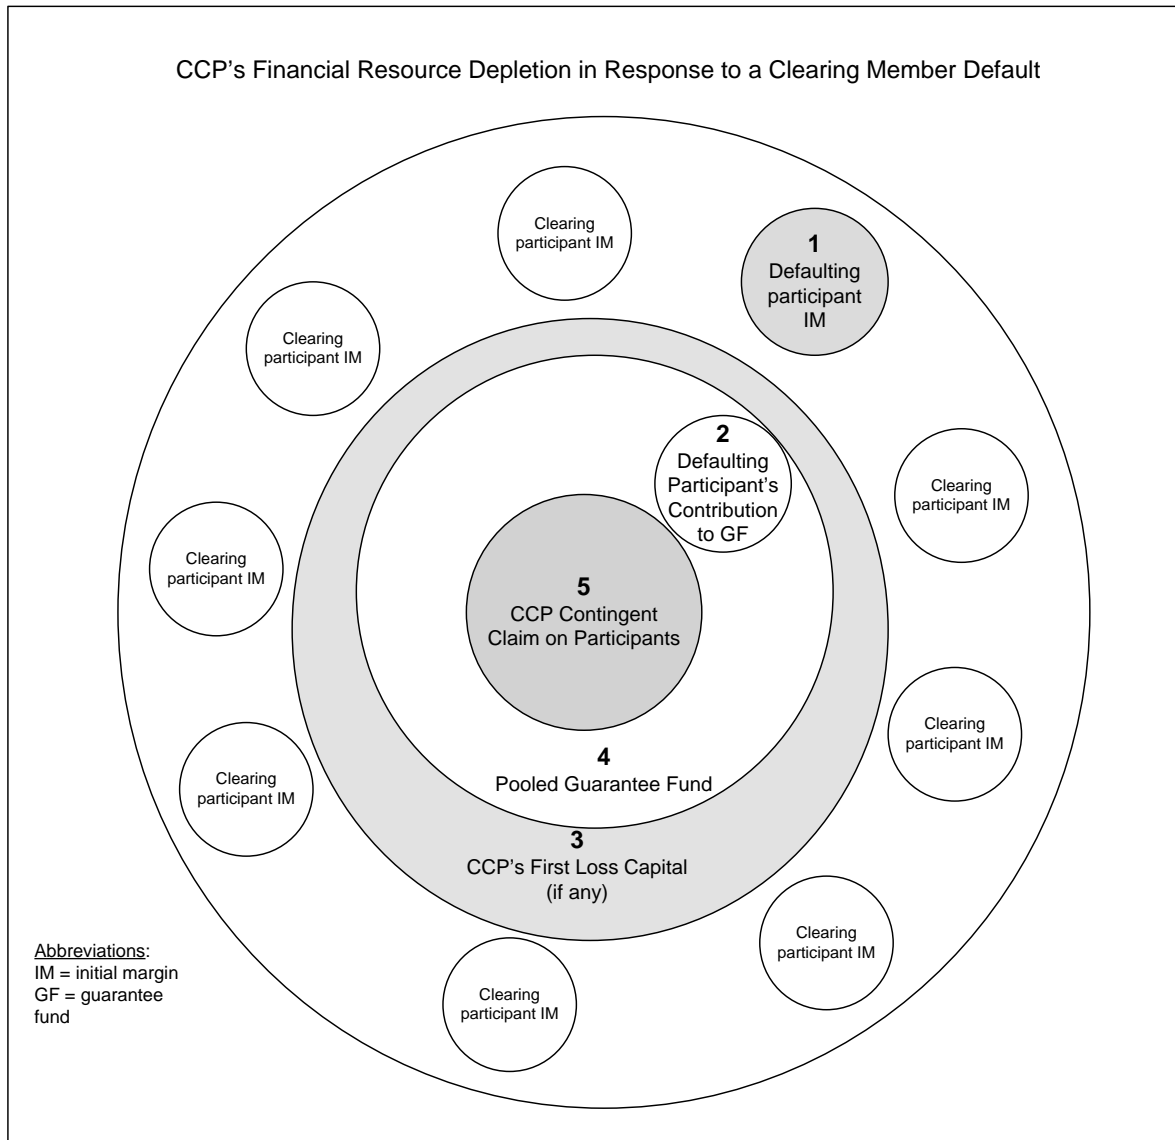 CCP's Financial Resource Depletion in Response to a Clearing Member Default
Clearing
participant IM
1
Defaulting
participant
IM
Clearing
participant IM
2
Defaulting
Participant's
Contribution
to GF
Clearing
participant IM
Clearing
participant IM
5
CCP Contingent
Claim on Participants
Clearing
participant IM
4
Pooled Guarantee Fund
Clearing
participant IM
3
CCP's First Loss Capital
(if any)
Clearing
participant IM
Clearing
participant IM
Abbreviations:
IM = initial margin
GF = guarantee
fund